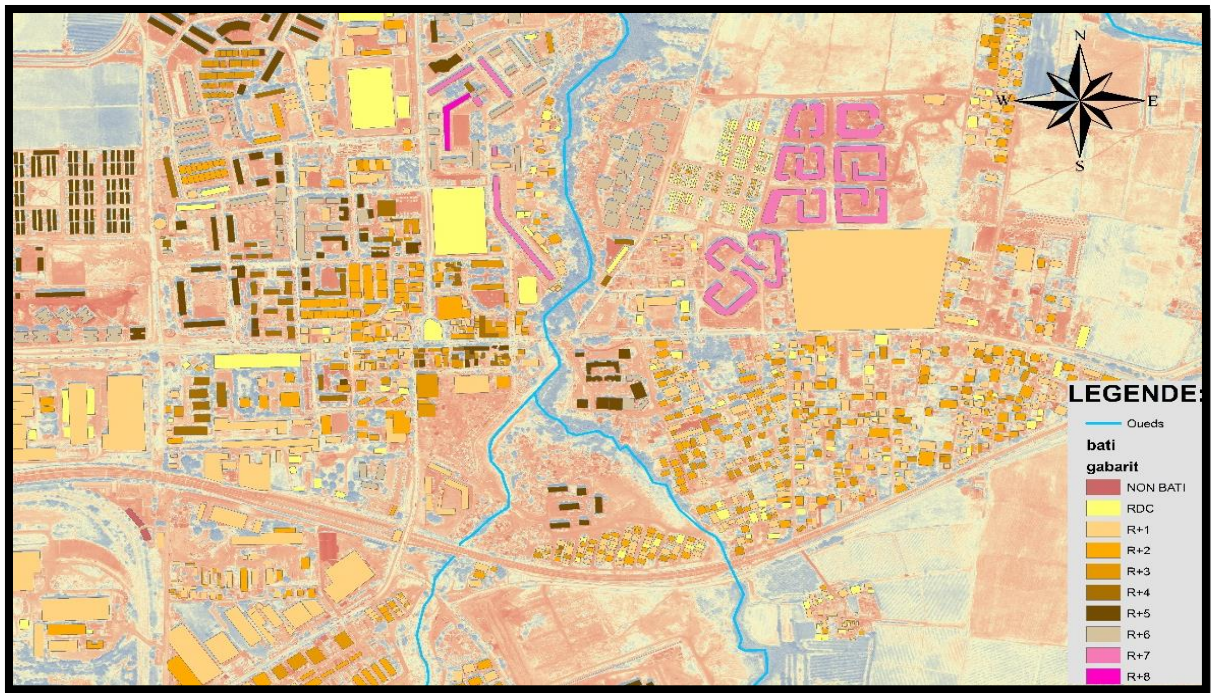 N
W E
S
LEGENDE:
Oueds
bati
gabarit
NON BATI
RDC
R+1
R+2
R+3
R+4
R+5
R+6
R+7
R+8